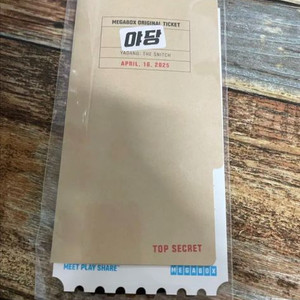 MEGABOX ORIGINAL TICKET
야당
YADANG: THE SNITCH
APRIL. 16. 2025
TOP SECRET
MEET PLAY SHARE
MEGABOX